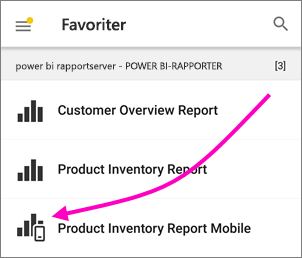 Favoriter
power bi rapportserver - POWER BI-RAPPORTER [3]
Customer Overview Report
Product Inventory Report
Product Inventory Report Mobile